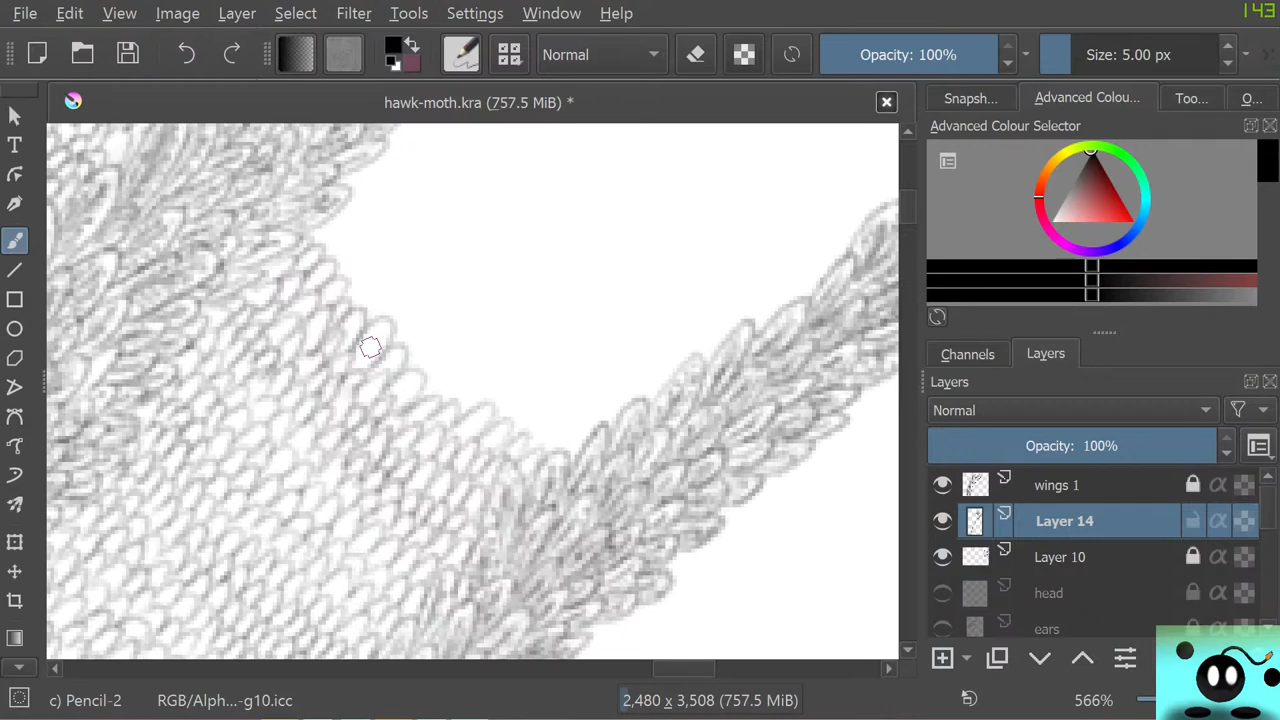 File Edit View Image Layer Select Filter Tools Settings Window Help
143
Normal
Opacity: 100%
Size: 5.00 px
hawk-moth.kra (757.5 MiB) *
Snapsh... Advanced Colou... Too... O...
Advanced Colour Selector
Channels Layers
Layers
Normal
Opacity: 100%
wings 1
Layer 14
Layer 10
head
ears
c) Pencil-2
RGB/Alph...-g10.icc
2,480 x 3,508 (757.5 MiB)
566%